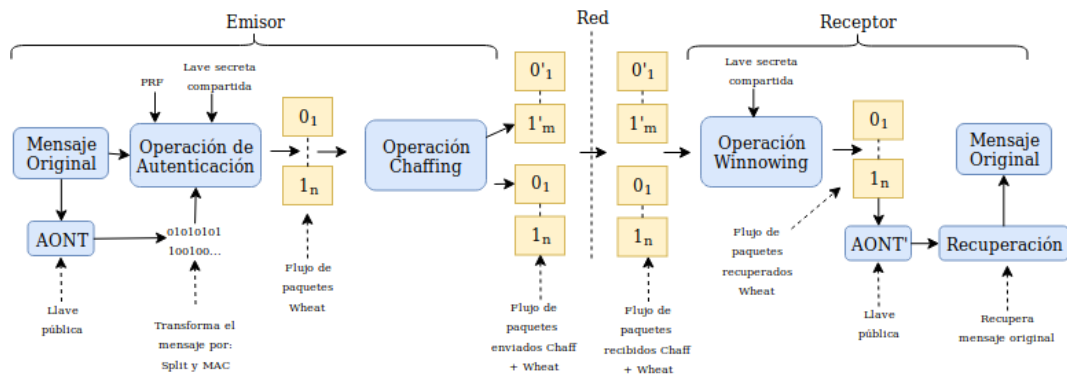 Emisor
Red
Receptor
PRF
Lave secreta
compartida
Mensaje
Original
Operación de
Autenticación
0₁
1ₙ
Operación
Chaffing
0'₁
1'ₘ
0₁
1ₙ
0'₁
1'ₘ
0₁
1ₙ
Lave secreta
compartida
Operación
Winnowing
0₁
1ₙ
Mensaje
Original
AONT
01010101
100100...
Flujo de
paquetes
Wheat
Flujo de
paquetes
recuperados
Wheat
AONT'
Recuperación
Llave
pública
Transforma el
mensaje por:
Split y MAC
Flujo de
paquetes
enviados Chaff
+ Wheat
Flujo de
paquetes
recibidos Chaff
+ Wheat
Llave
pública
Recupera
mensaje original